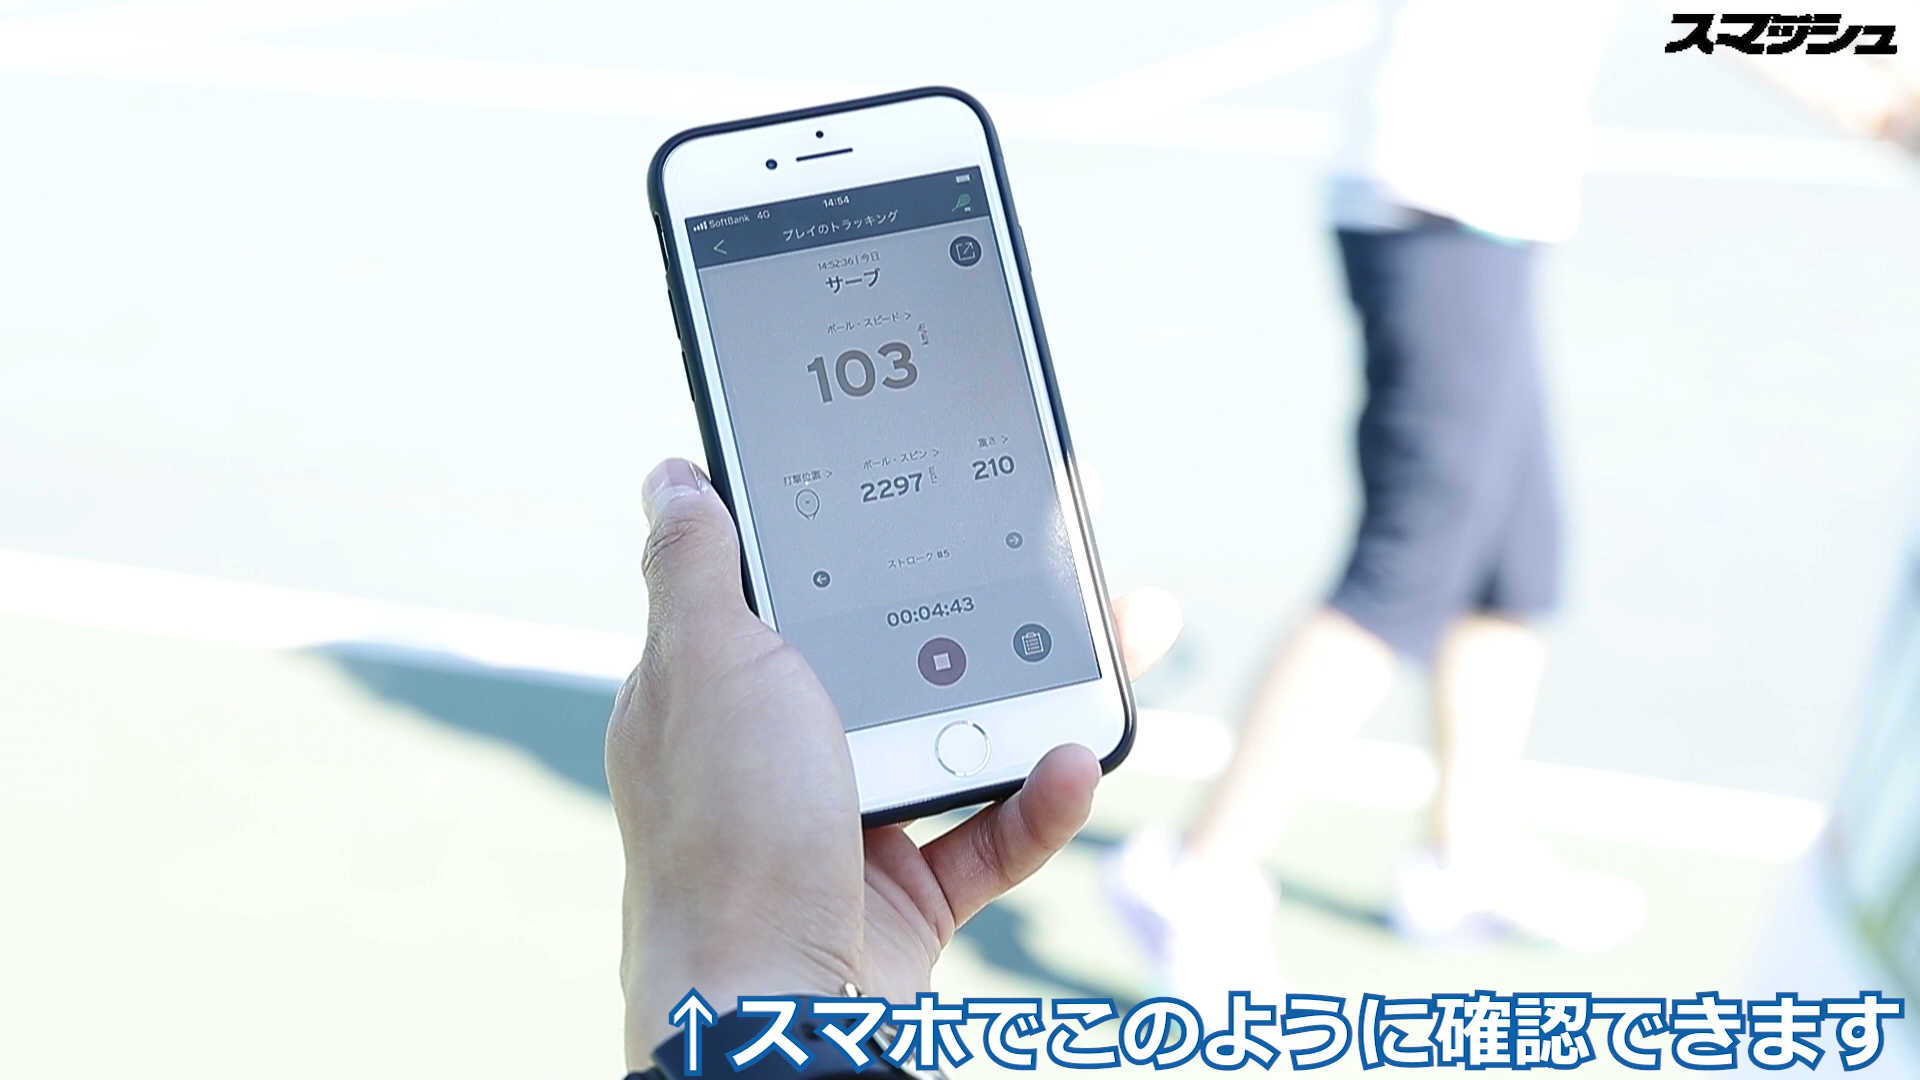 スマッシュ
SoftBank 4G
14:54
プレイのトラッキング
14:52:36 | 今日
サーブ
ボール・スピード >
103
打撃位置 >
ボール・スピン >
2297
重さ >
210
ストローク #5
00:04:43
↑スマホでこのように確認できます